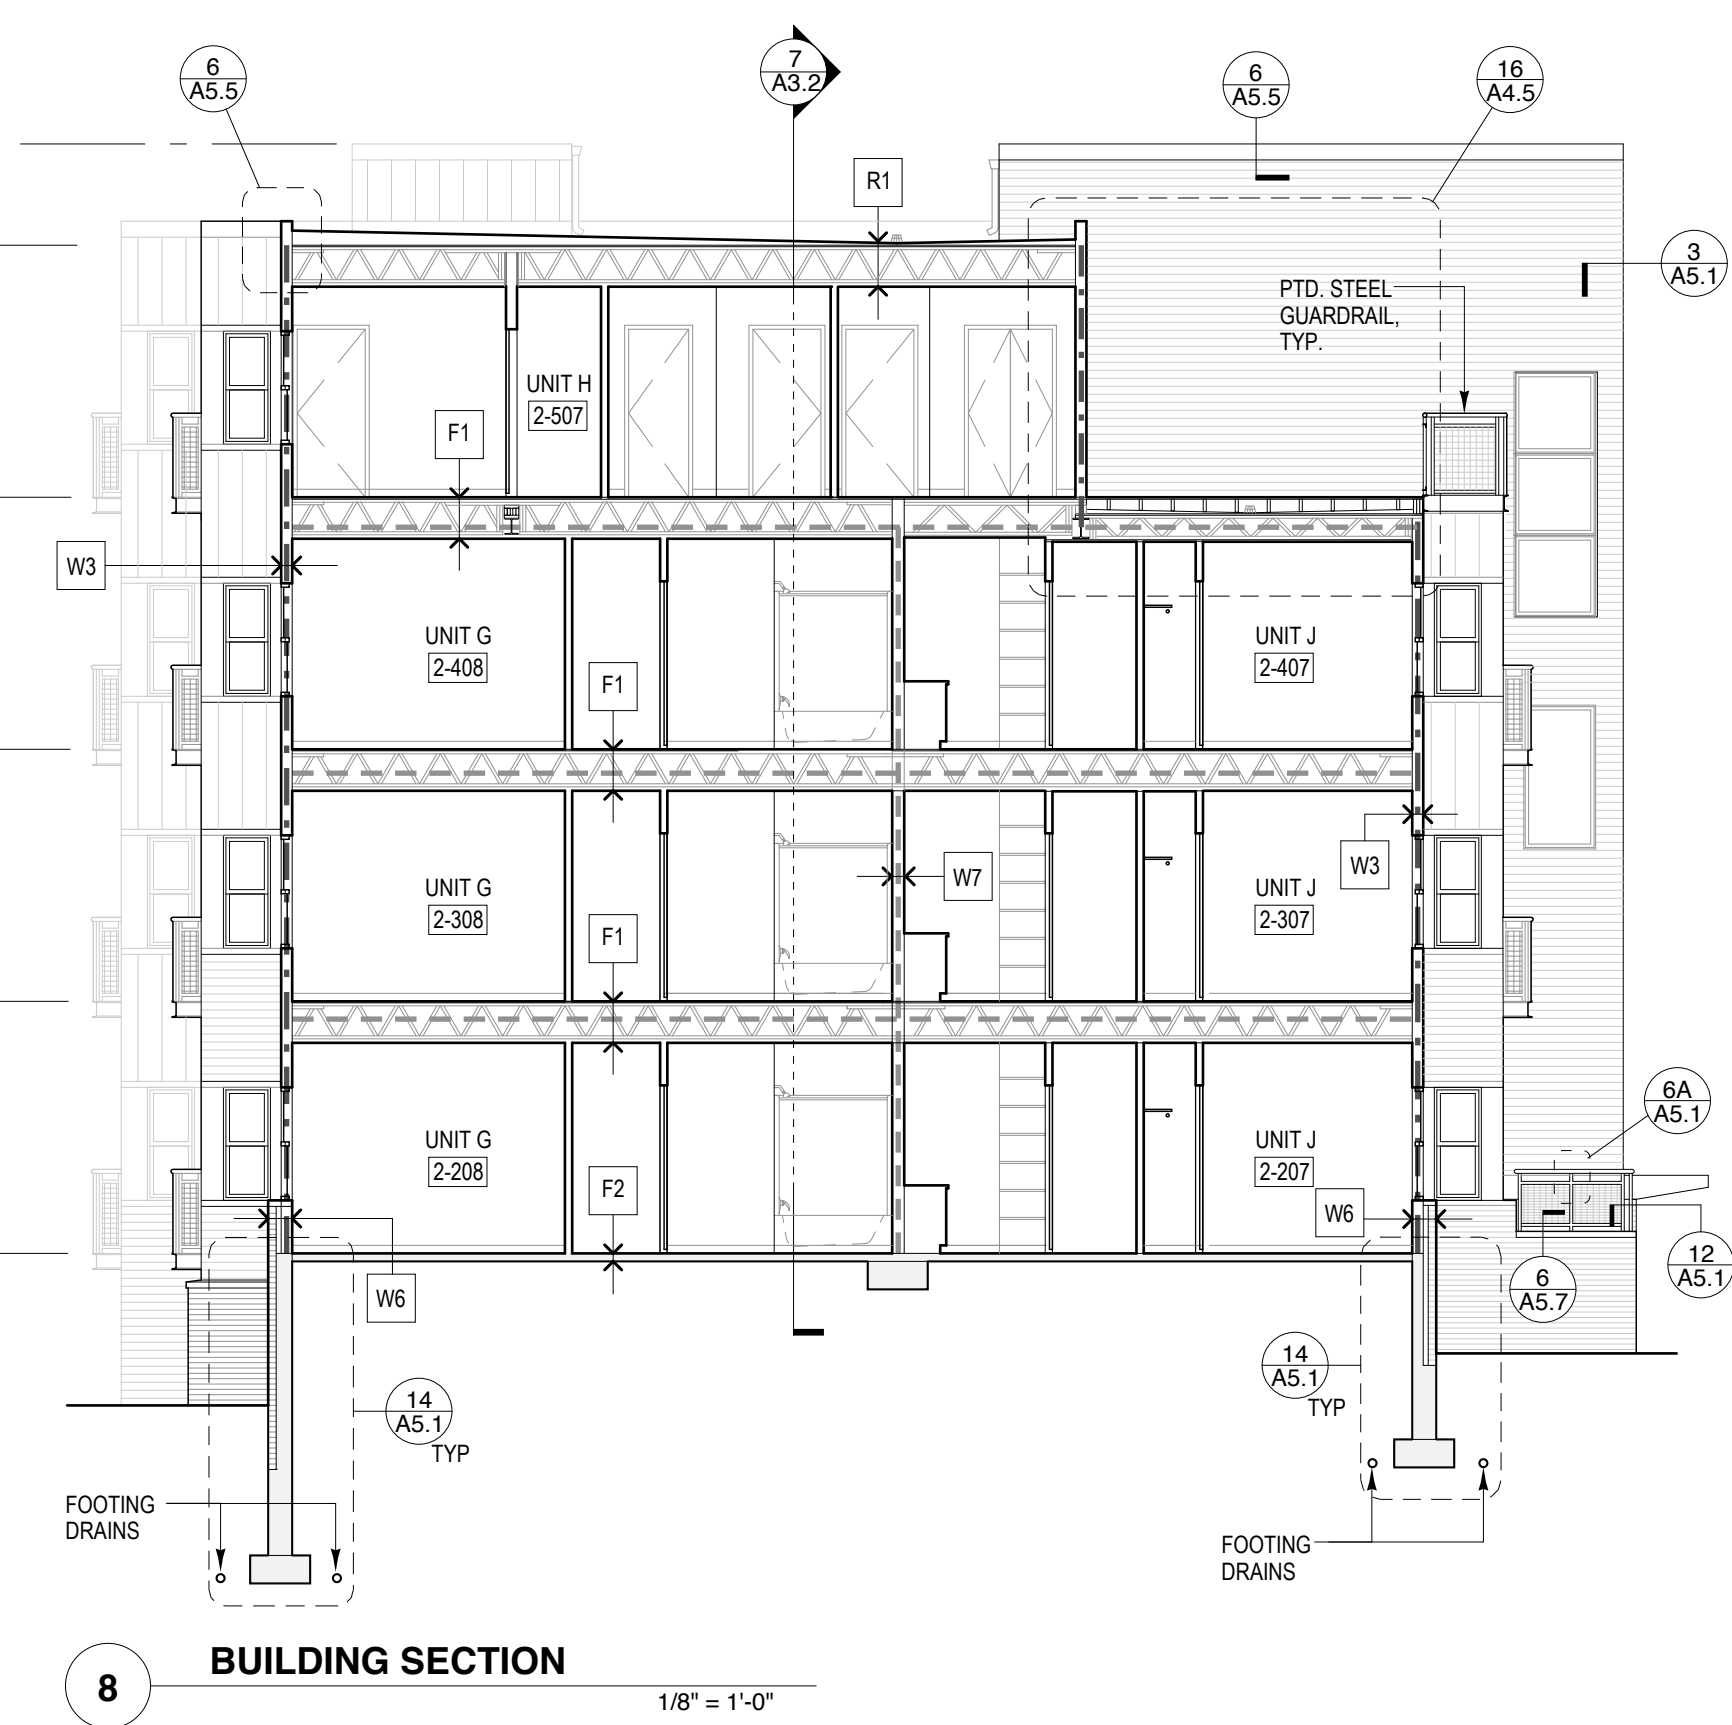 6
A5.5
7
A3.2
6
A5.5
16
A4.5
R1
3
A5.1
PTD. STEEL
GUARDRAIL,
TYP.
UNIT H
2-507
F1
W3
UNIT G
2-408
F1
UNIT J
2-407
UNIT G
2-308
F1
W7
W3
UNIT J
2-307
6A
A5.1
UNIT G
2-208
F2
UNIT J
2-207
W6
W6
12
A5.1
6
A5.7
14
A5.1
TYP
14
A5.1
TYP
FOOTING
DRAINS
FOOTING
DRAINS
8
BUILDING SECTION
1/8" = 1'-0"